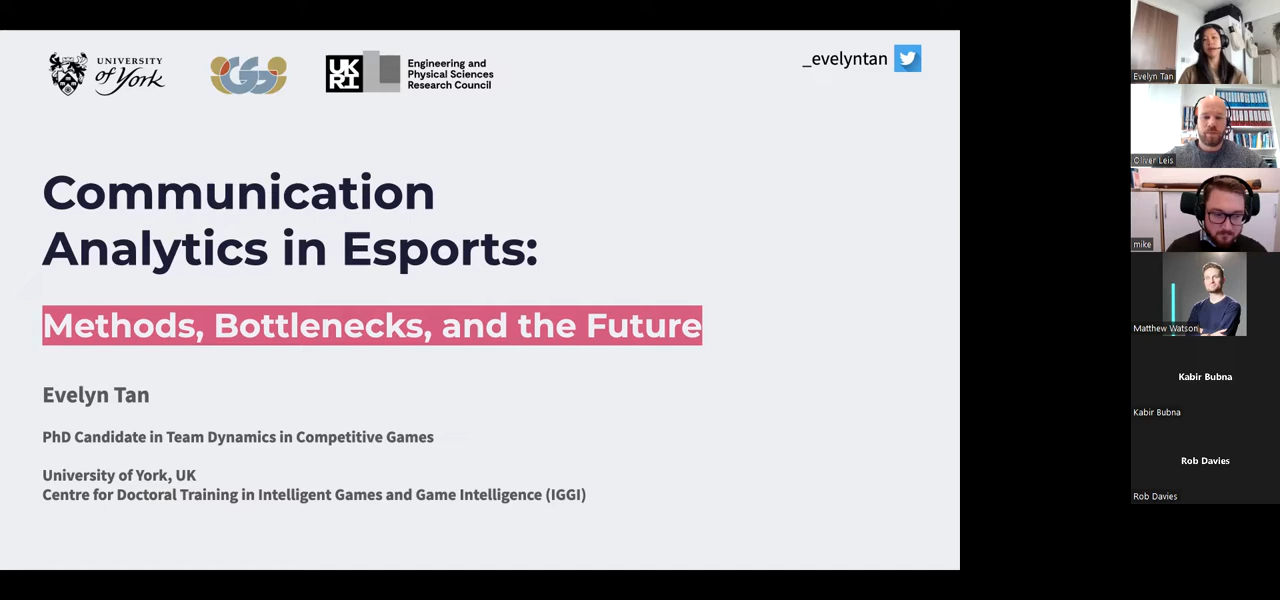 UNIVERSITY
of York
IGGI
UK
RI
Engineering and
Physical Sciences
Research Council
_evelyntan
Communication
Analytics in Esports:
Methods, Bottlenecks, and the Future
Evelyn Tan
PhD Candidate in Team Dynamics in Competitive Games
University of York, UK
Centre for Doctoral Training in Intelligent Games and Game Intelligence (IGGI)
Evelyn Tan
Oliver Leis
mike
Matthew Watson
Kabir Bubna
Kabir Bubna
Rob Davies
Rob Davies